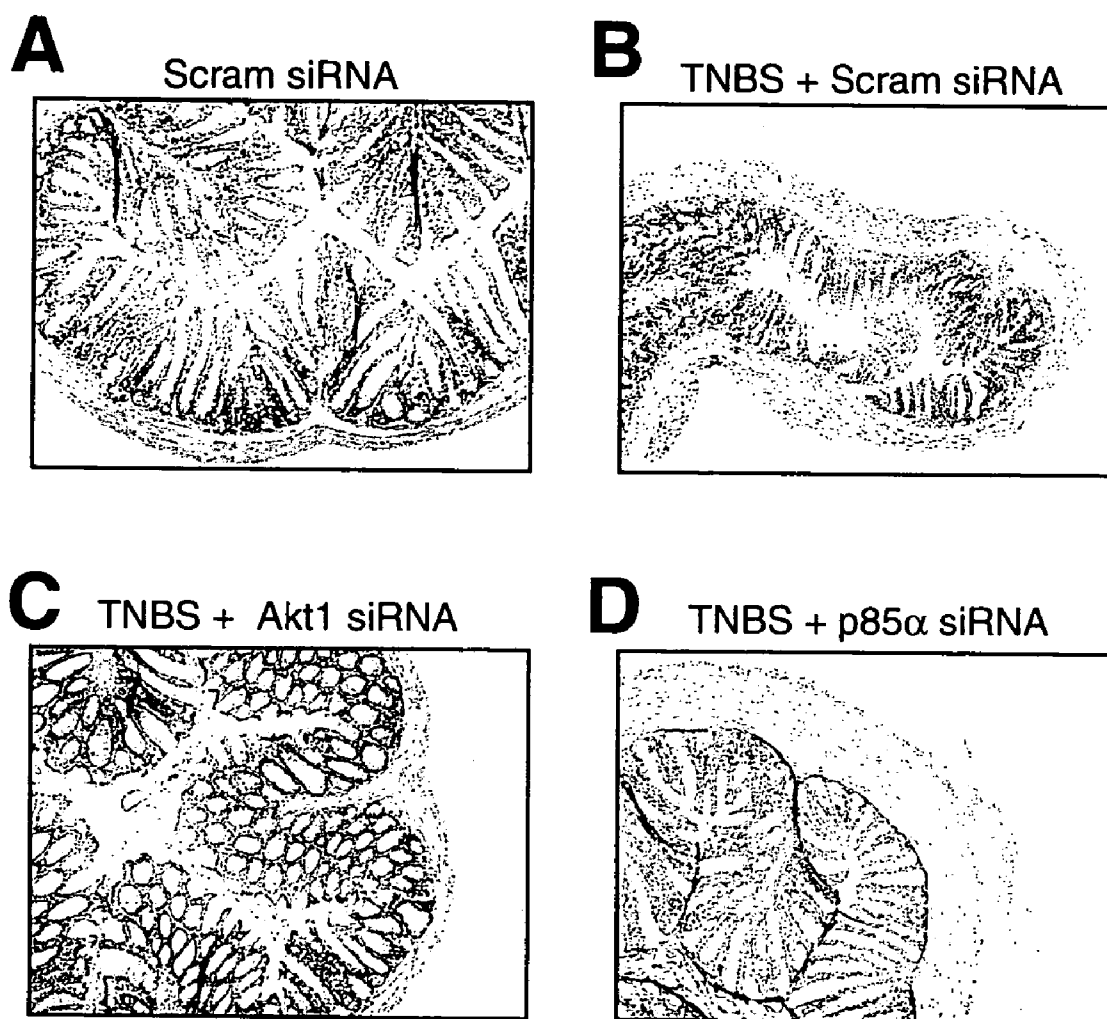 A
Scram siRNA
B
TNBS + Scram siRNA
C
TNBS + Akt1 siRNA
D
TNBS + p85α siRNA